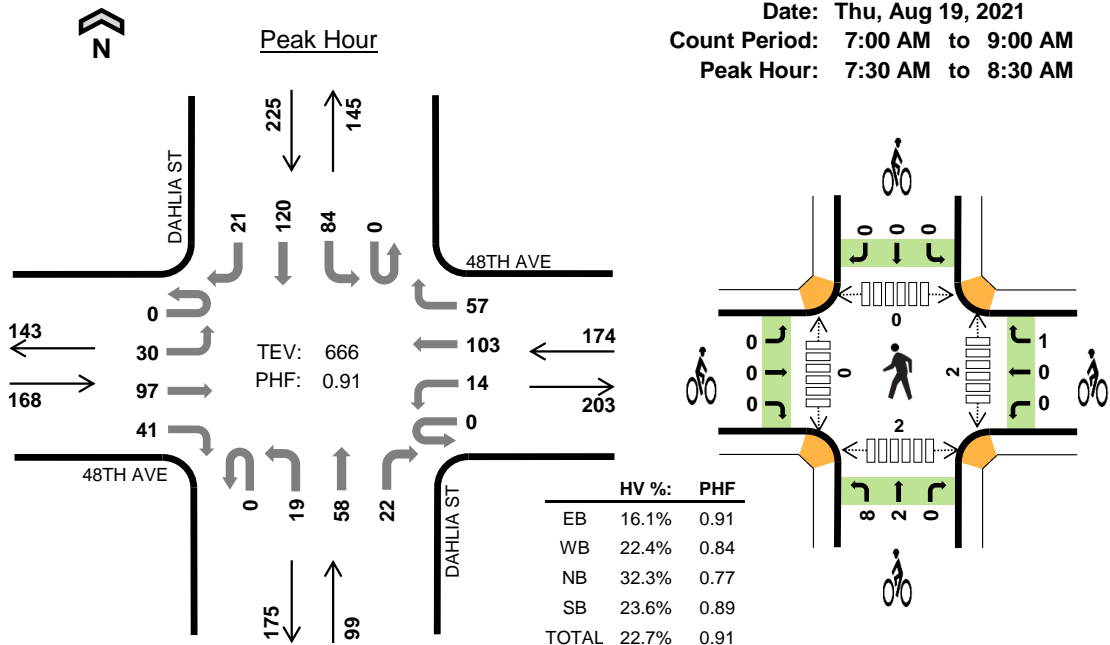 Date: Thu, Aug 19, 2021
Count Period: 7:00 AM to 9:00 AM
Peak Hour: 7:30 AM to 8:30 AM
N
Peak Hour
225
145
DAHLIA ST
21
120
84
0
48TH AVE
0
30
97
41
143
168
TEV: 666
PHF: 0.91
57
103
14
0
174
203
48TH AVE
0
19
58
22
DAHLIA ST
175
99
0
0
0
0
0
0
0
0
2
1
0
0
2
8
2
0
HV %: PHF
EB 16.1% 0.91
WB 22.4% 0.84
NB 32.3% 0.77
SB 23.6% 0.89
TOTAL 22.7% 0.91